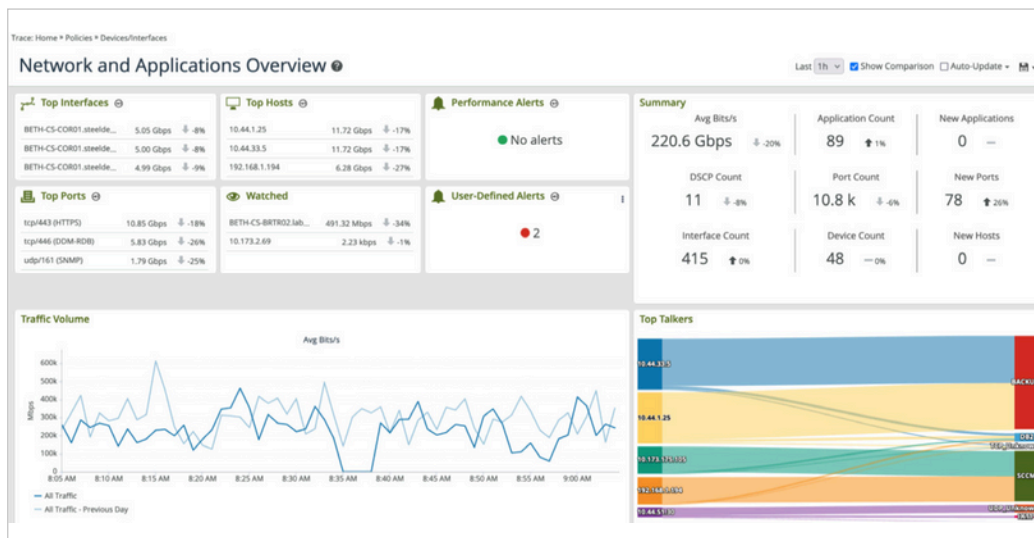 Trace: Home • Policies • Devices/Interfaces
Network and Applications Overview
Last 1h Show Comparison Auto-Update
Top Interfaces
BETH-CS-COR01.steelde... 5.05 Gbps -8%
BETH-CS-COR01.steelde... 5.00 Gbps -8%
BETH-CS-COR01.steelde... 4.99 Gbps -9%
Top Hosts
10.44.1.25 11.72 Gbps -17%
10.44.33.5 11.72 Gbps -17%
192.168.1.194 6.28 Gbps -27%
Performance Alerts
No alerts
Top Ports
tcp/443 (HTTPS) 10.85 Gbps -18%
tcp/446 (DDM-RDB) 5.83 Gbps -26%
udp/161 (SNMP) 1.79 Gbps -25%
Watched
BETH-CS-BRTR02.lab... 491.32 Mbps -34%
10.173.2.69 2.23 kbps -1%
User-Defined Alerts
2
Summary
Avg Bits/s Application Count New Applications
220.6 Gbps -20% 89 1% 0 —
DSCP Count Port Count New Ports
11 -8% 10.8 k -6% 78 26%
Interface Count Device Count New Hosts
415 0% 48 — 0% 0 —
Traffic Volume
Avg Bits/s
600k
500k
400k
300k
200k
100k
0
Mbps
8:05 AM 8:10 AM 8:15 AM 8:20 AM 8:25 AM 8:30 AM 8:35 AM 8:40 AM 8:45 AM 8:50 AM 8:55 AM 9:00 AM
All Traffic
All Traffic - Previous Day
Top Talkers
10.44.33.5
BACKU
10.44.1.25
DB2
TCP_Unknow
10.173.175.105
SCCM
192.168.1.194
UDP_Unknow